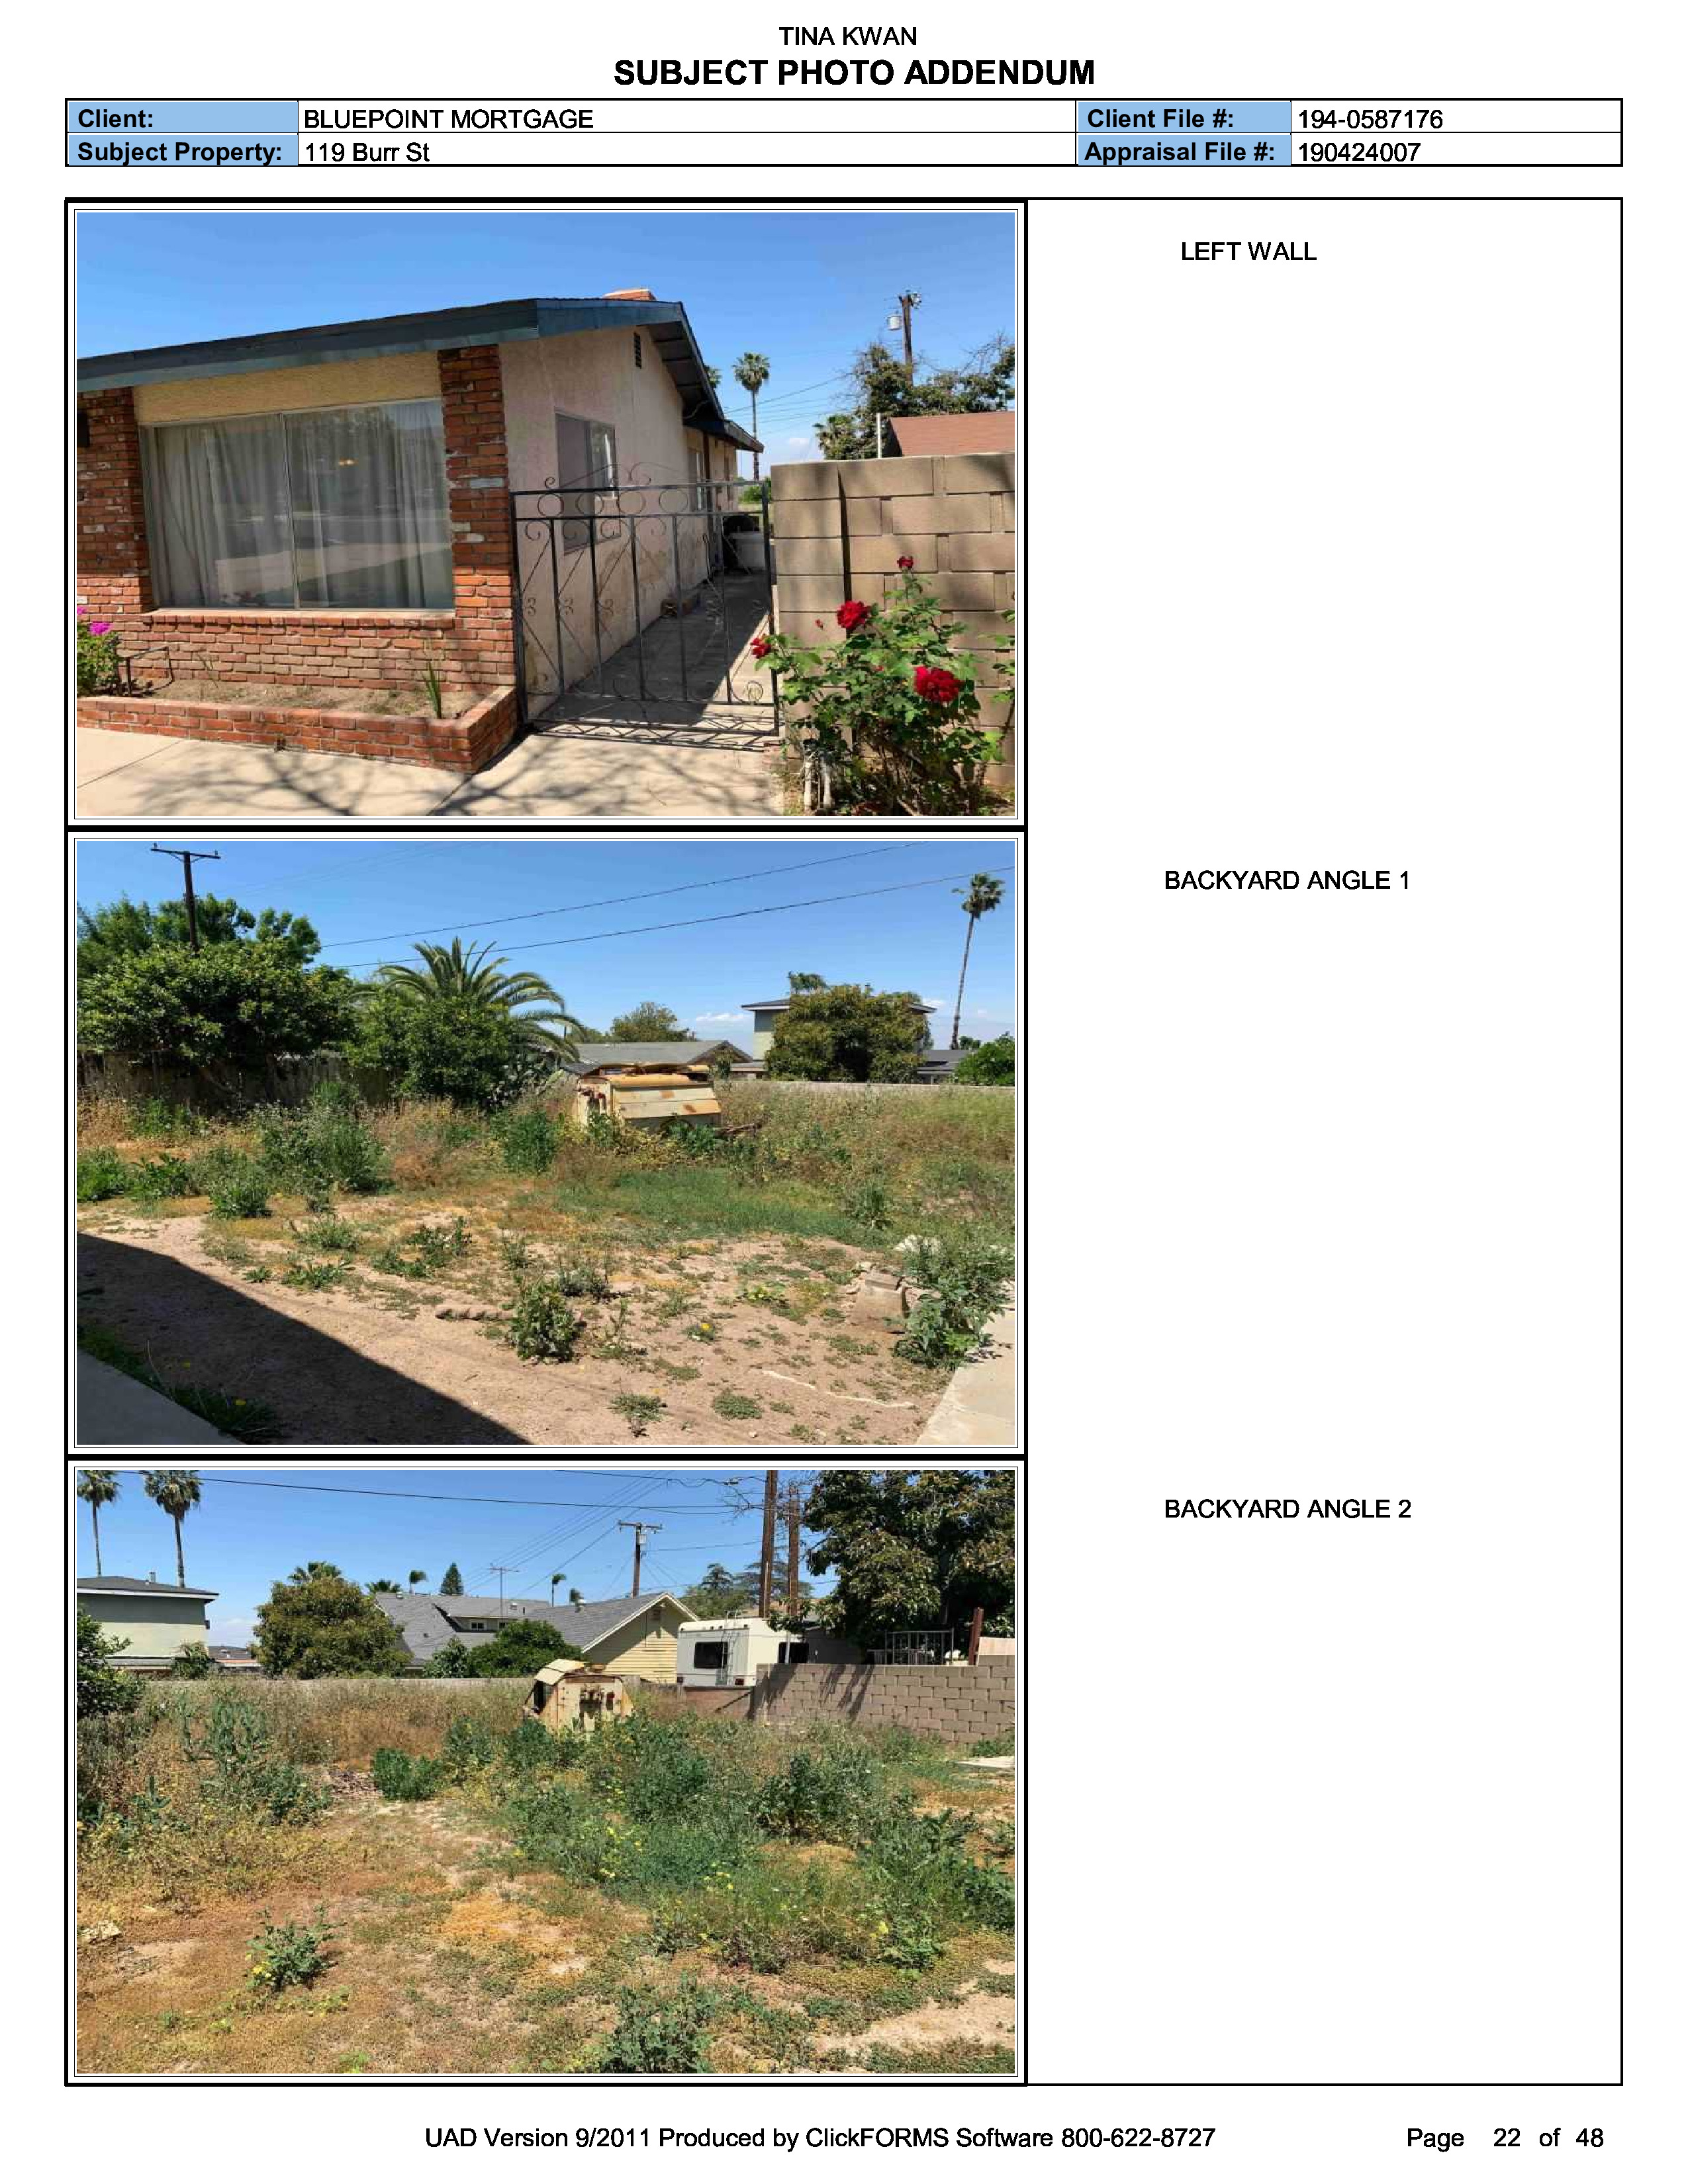 TINA KWAN
SUBJECT PHOTO ADDENDUM
Client: BLUEPOINT MORTGAGE Client File #: 194-0587176
Subject Property: 119 Burr St Appraisal File #: 190424007
LEFT WALL
BACKYARD ANGLE 1
BACKYARD ANGLE 2
UAD Version 9/2011 Produced by ClickFORMS Software 800-622-8727 Page 22 of 48